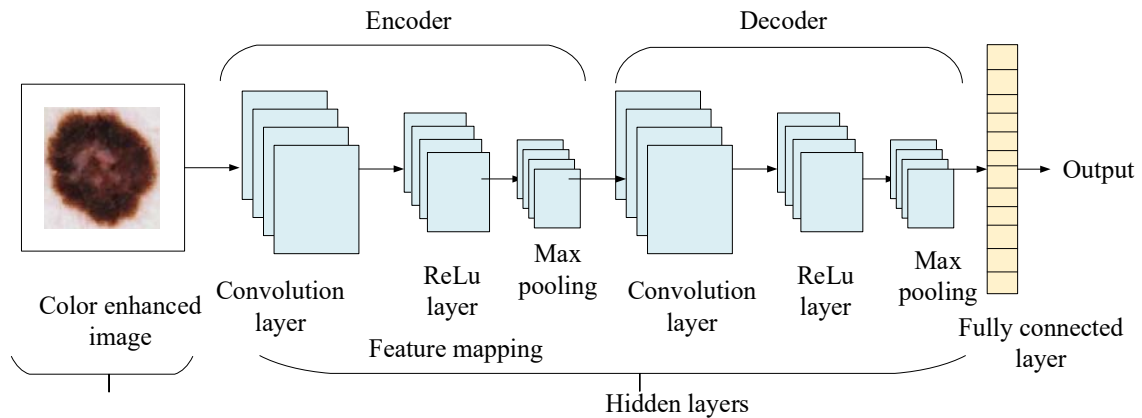 Encoder
Decoder
Output
Color enhanced
image
Convolution
layer
ReLu
layer
Max
pooling
Convolution
layer
ReLu
layer
Max
pooling
Fully connected
layer
Feature mapping
Hidden layers